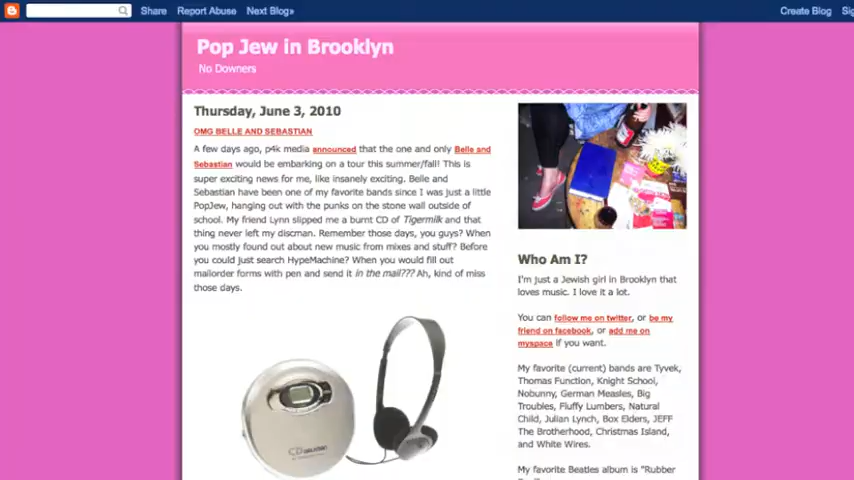 Share Report Abuse Next Blog» Create Blog
Pop Jew in Brooklyn
No Downers
Thursday, June 3, 2010
OMG BELLE AND SEBASTIAN
A few days ago, p4k media announced that the one and only Belle and
Sebastian would be embarking on a tour this summer/fall! This is
super exciting news for me, like insanely exciting. Belle and
Sebastian have been one of my favorite bands since I was just a little
PopJew, hanging out with the punks on the stone wall outside of
school. My friend Lynn slipped me a burnt CD of Tigermilk and that
thing never left my discman. Remember those days, you guys? When
you mostly found out about new music from mixes and stuff? Before
you could just search HypeMachine? When you would fill out
mailorder forms with pen and send it in the mail??? Ah, kind of miss
those days.
Who Am I?
I'm just a Jewish girl in Brooklyn that
loves music. I love it a lot.
You can follow me on twitter, or be my
friend on facebook, or add me on
myspace if you want.
My favorite (current) bands are Tyvek,
Thomas Function, Knight School,
Nobunny, German Measles, Big
Troubles, Fluffy Lumbers, Natural
Child, Julian Lynch, Box Elders, JEFF
The Brotherhood, Christmas Island,
and White Wires.
My favorite Beatles album is "Rubber